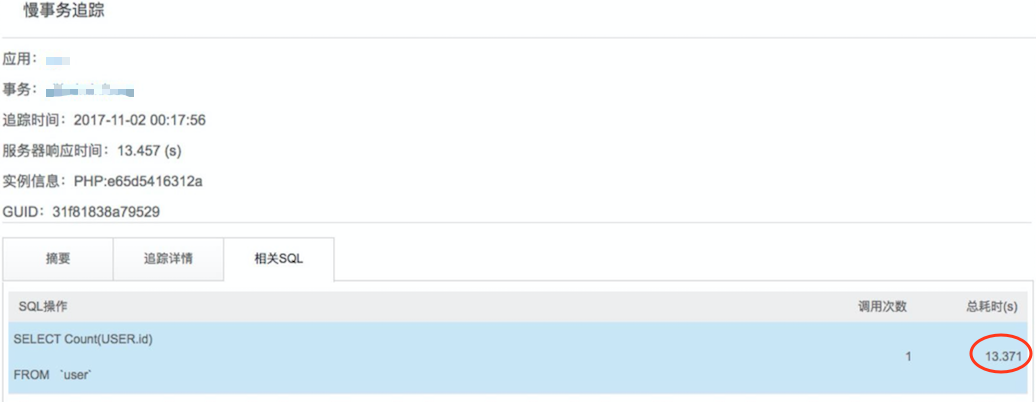 慢事务追踪
应用：
事务：
追踪时间：2017-11-02 00:17:56
服务器响应时间：13.457 (s)
实例信息：PHP:e65d5416312a
GUID：31f81838a79529
摘要 追踪详情 相关SQL
SQL操作 调用次数 总耗时(s)
SELECT Count(USER.id)
1 13.371
FROM `user`